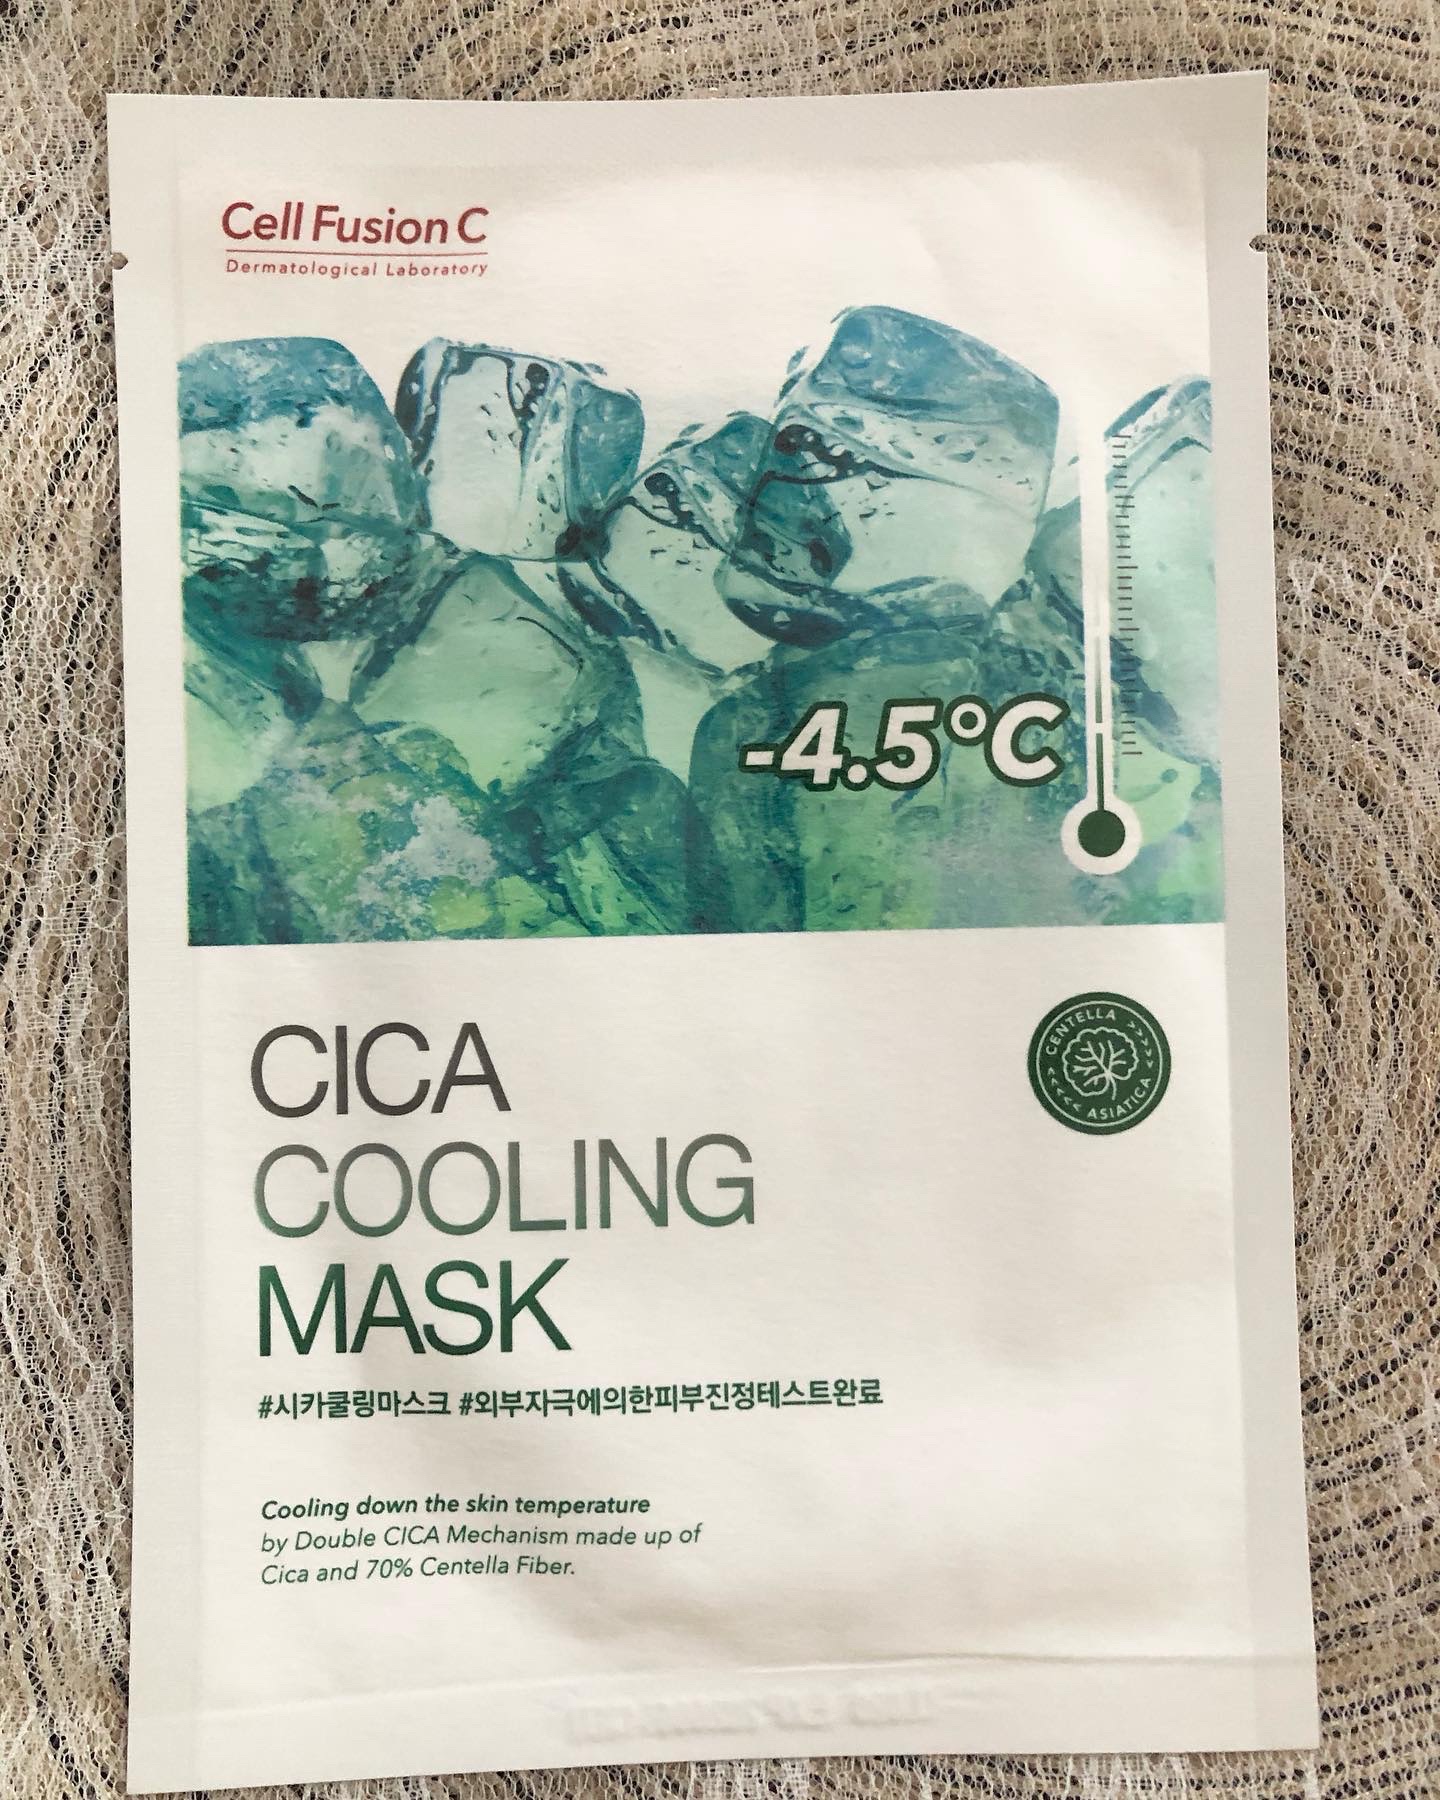 Cell Fusion C
Dermatological Laboratory
-4.5°C
CENTELLA >>>>>
<<<<< ASIATICA
CICA
COOLING
MASK
#시카쿨링마스크 #외부자극에의한피부진정테스트완료
Cooling down the skin temperature
by Double CICA Mechanism made up of
Cica and 70% Centella Fiber.